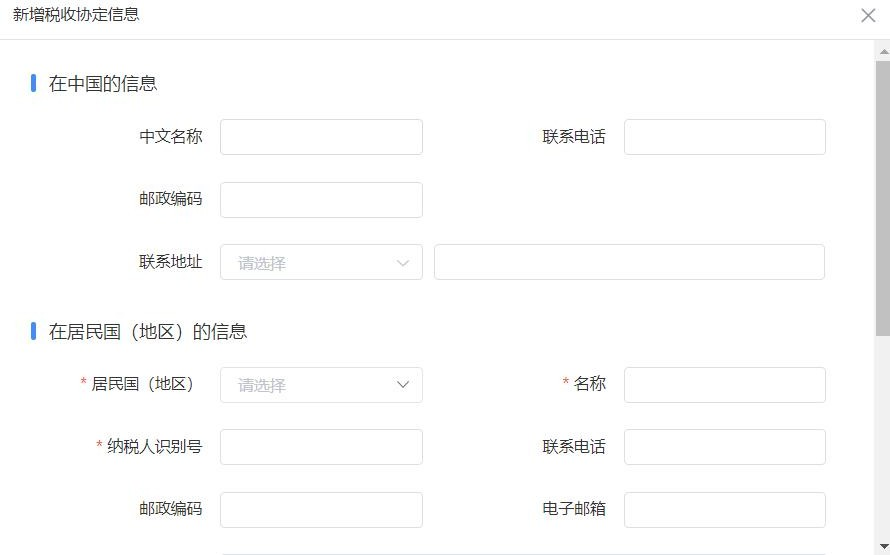 新增税收协定信息
在中国的信息
中文名称 联系电话
邮政编码
联系地址 请选择
在居民国（地区）的信息
* 居民国（地区） 请选择 * 名称
* 纳税人识别号 联系电话
邮政编码 电子邮箱